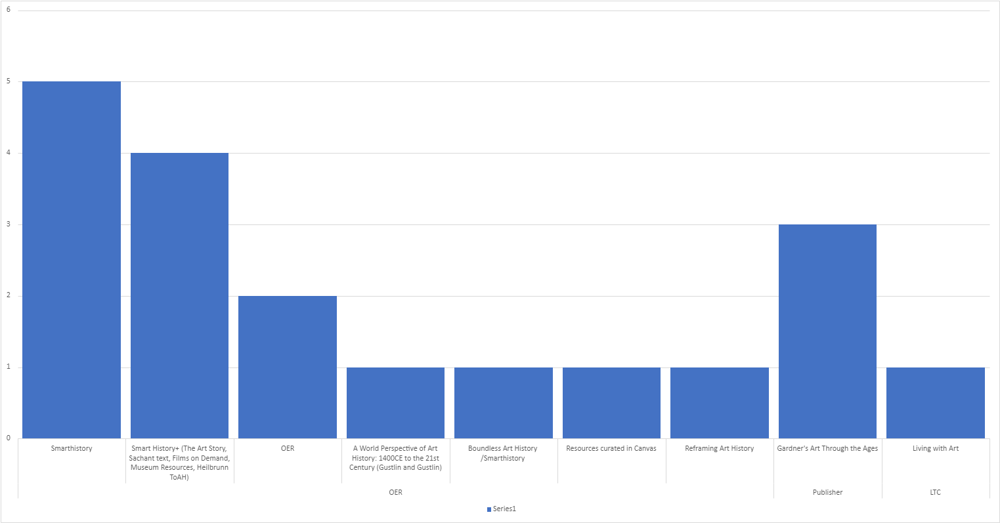 6
5
4
3
2
1
0
Smarthistory
Smart History+ (The Art Story,
Sachant text, Films on Demand,
Museum Resources, Heilbrunn
ToAH)
OER
A World Perspective of Art
History: 1400CE to the 21st
Century (Gustlin and Gustlin)
Boundless Art History
/Smarthistory
Resources curated in Canvas
Reframing Art History
Gardner's Art Through the Ages
Living with Art
OER
Publisher
LTC
Series1